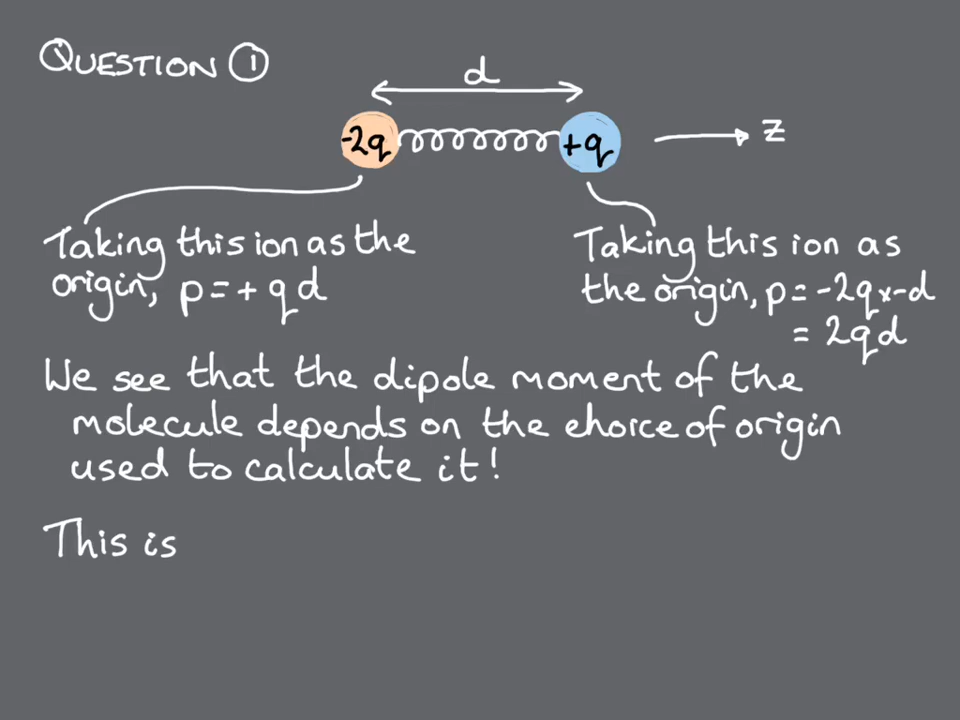 QUESTION ①
d
-2q +q z
Taking this ion as the
origin, p = + q d
Taking this ion as
the origin, p = -2q x -d
= 2qd
We see that the dipole moment of the
molecule depends on the choice of origin
used to calculate it!
This is